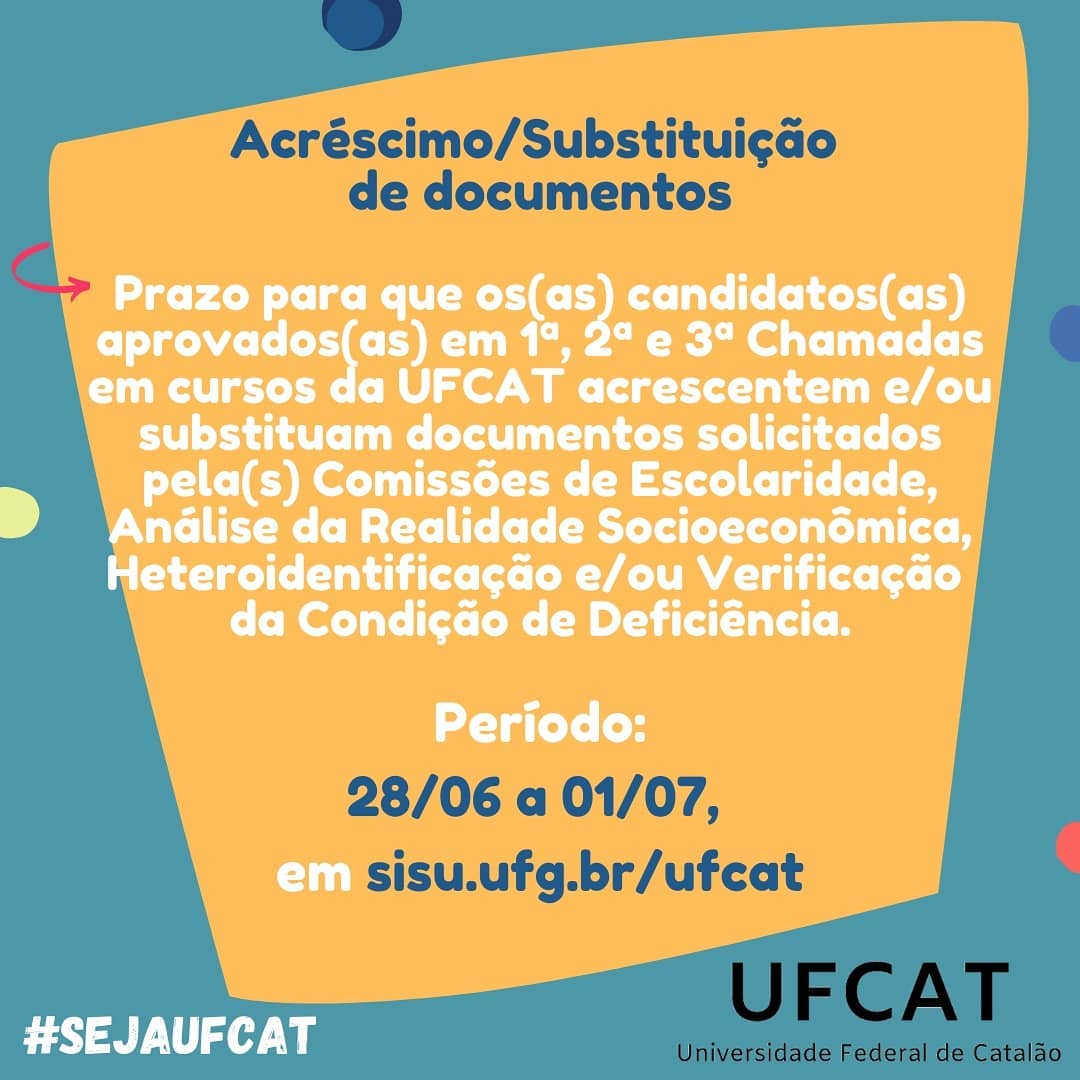 Acréscimo/Substituição
de documentos
Prazo para que os(as) candidatos(as)
aprovados(as) em 1ª, 2ª e 3ª Chamadas
em cursos da UFCAT acrescentem e/ou
substituam documentos solicitados
pela(s) Comissões de Escolaridade,
Análise da Realidade Socioeconômica,
Heteroidentificação e/ou Verificação
da Condição de Deficiência.
Período:
28/06 a 01/07,
em sisu.ufg.br/ufcat
#SEJAUFCAT
UFCAT
Universidade Federal de Catalão